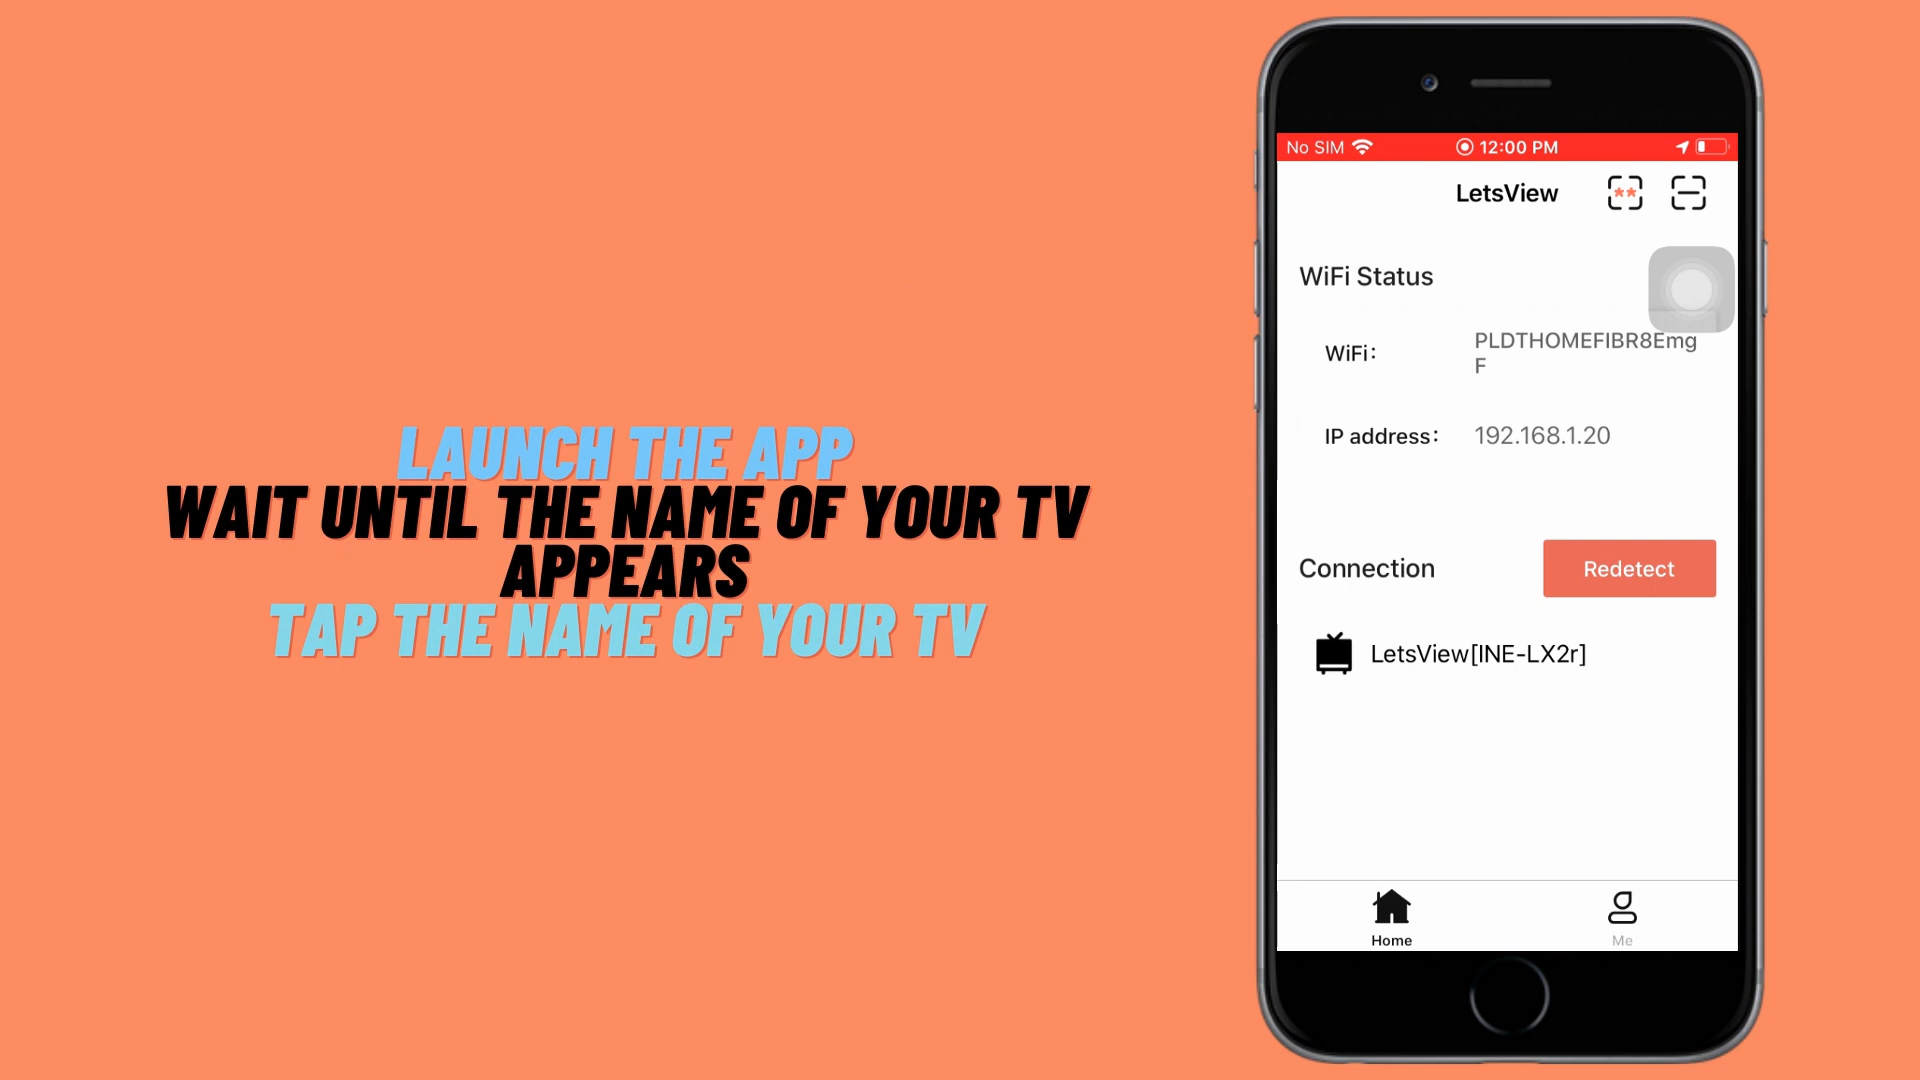 LAUNCH THE APP
WAIT UNTIL THE NAME OF YOUR TV
APPEARS
TAP THE NAME OF YOUR TV
No SIM 12:00 PM
LetsView
**
WiFi Status
WiFi: PLDTHOMEFIBR8Emg
F
IP address: 192.168.1.20
Connection Redetect
LetsView[INE-LX2r]
Home Me